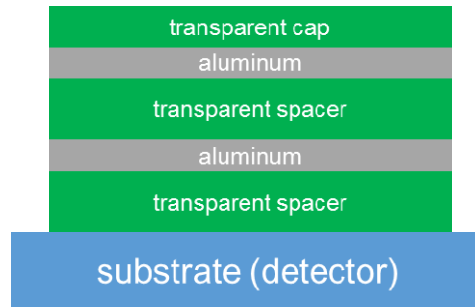 transparent cap
aluminum
transparent spacer
aluminum
transparent spacer
substrate (detector)